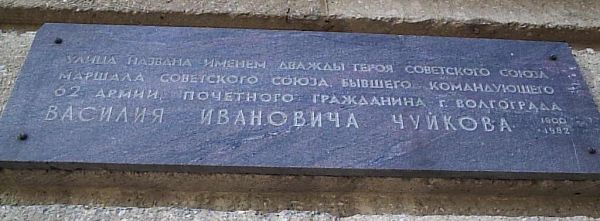 УЛИЦА НАЗВАНА ИМЕНЕМ ДВАЖДЫ ГЕРОЯ СОВЕТСКОГО СОЮЗА
МАРШАЛА СОВЕТСКОГО СОЮЗА, БЫВШЕГО КОМАНДУЮЩЕГО
62 АРМИИ, ПОЧЕТНОГО ГРАЖДАНИНА Г. ВОЛГОГРАДА
ВАСИЛИЯ ИВАНОВИЧА ЧУЙКОВА 1900 -
1982